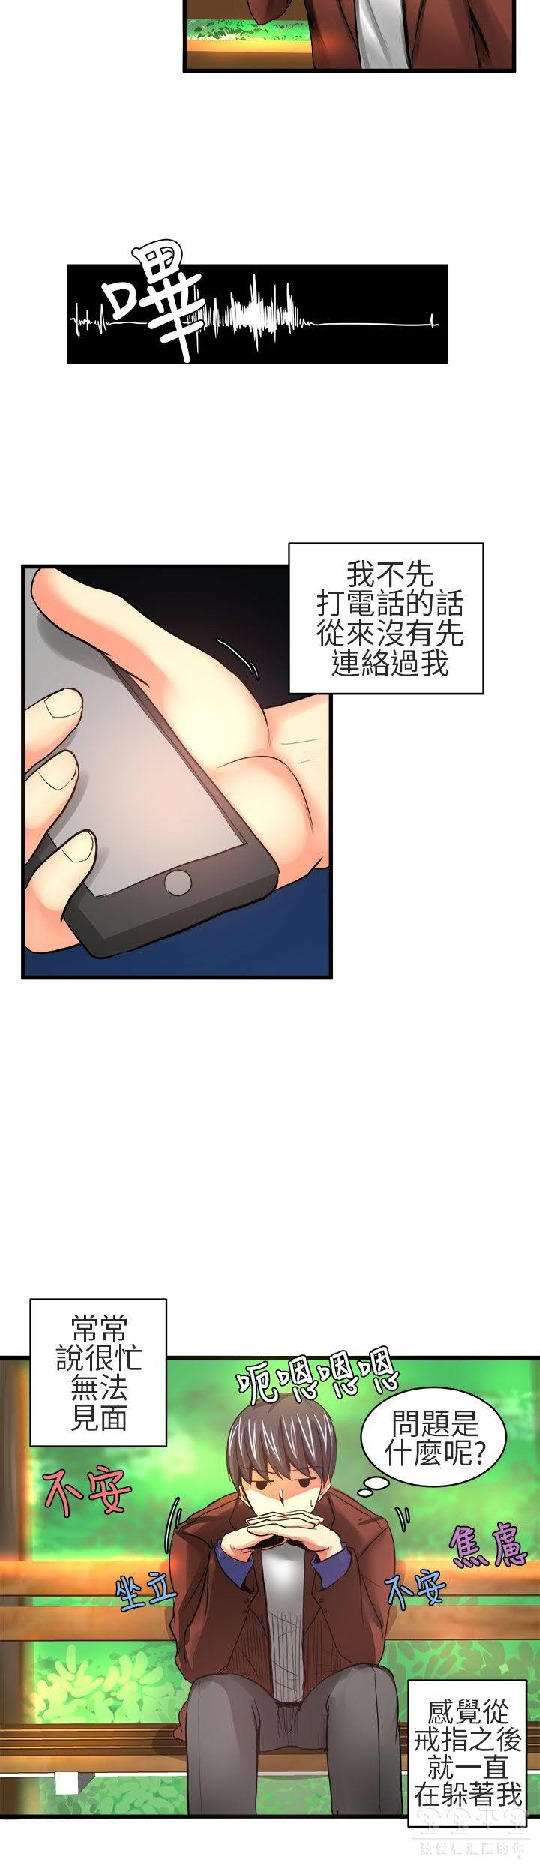 嗶
我不先
打電話的話
從來沒有先
連絡過我
常常
說很忙
無法
見面
呃嗯嗯嗯
問題是
什麼呢?
不安
焦慮
坐立
不安
感覺從
戒指之後
就一直
在躲著我